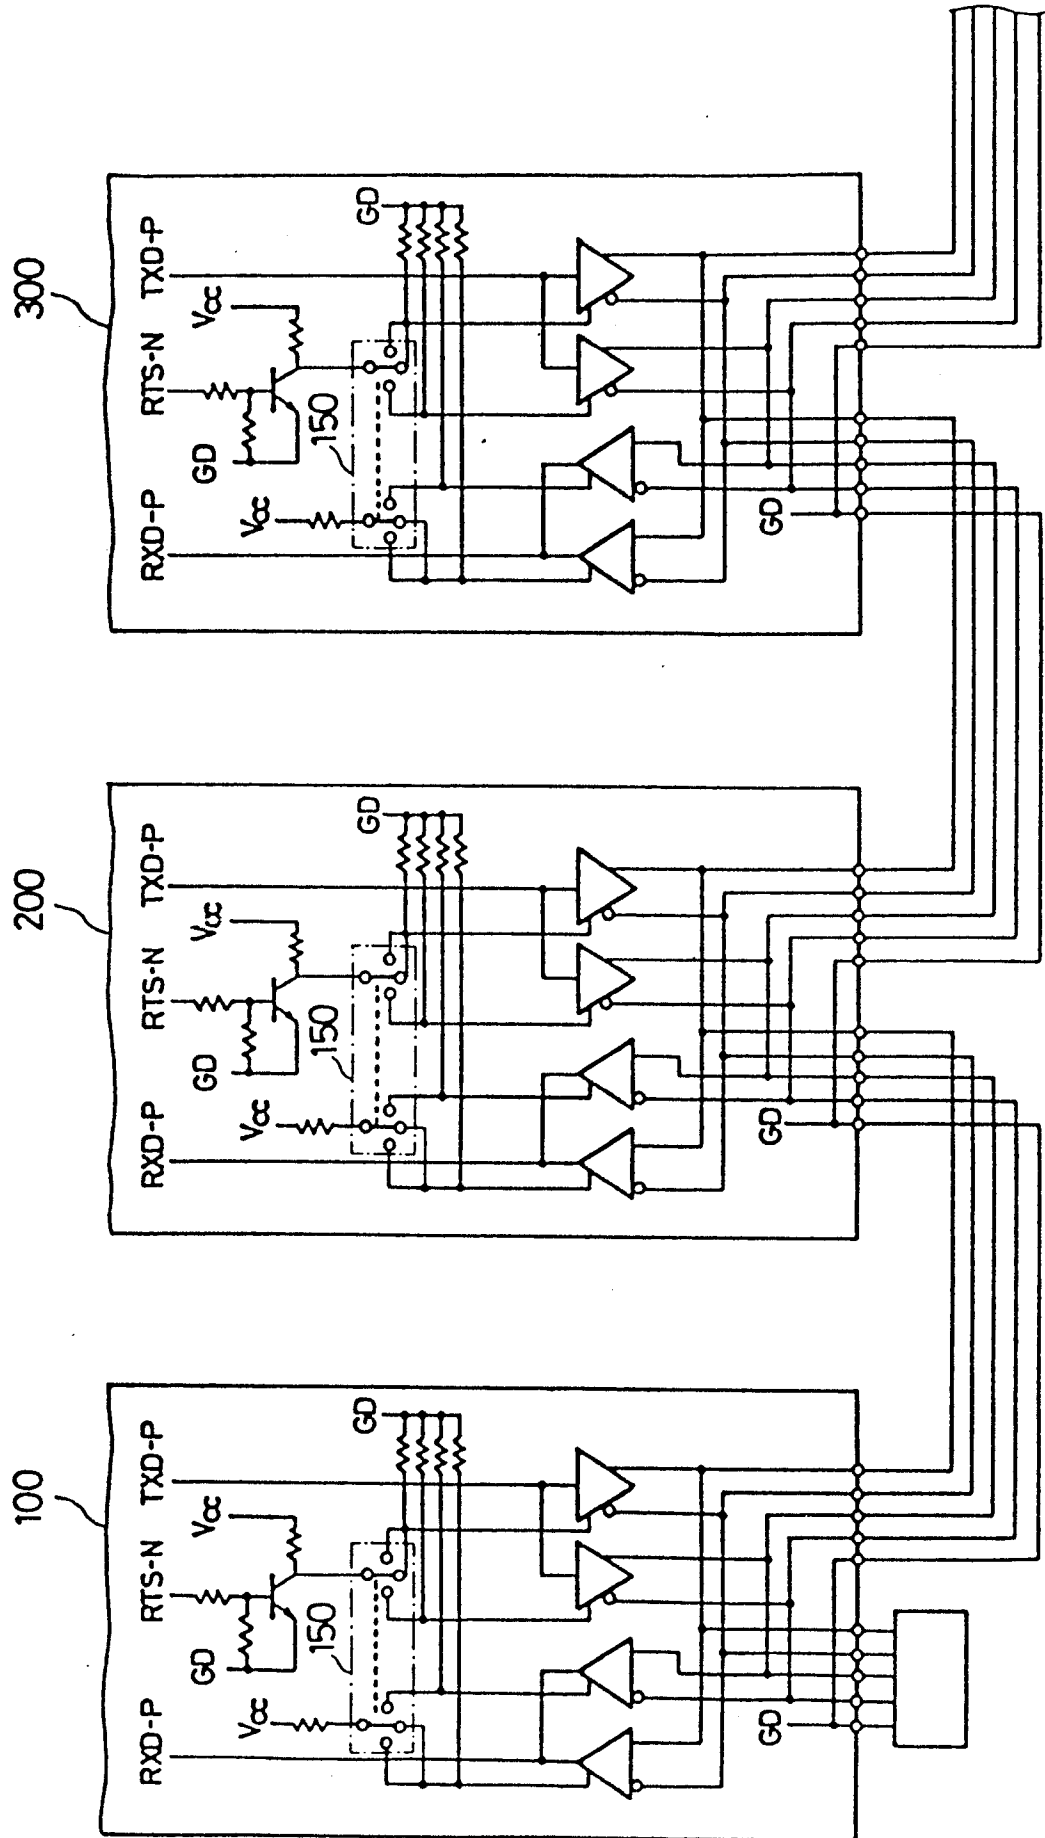 300
RXD-P
RTS-N
TXD-P
Vcc
GD
Vcc
150
GD
GD
200
RXD-P
RTS-N
TXD-P
Vcc
GD
Vcc
150
GD
GD
100
RXD-P
RTS-N
TXD-P
Vcc
GD
Vcc
150
GD
GD